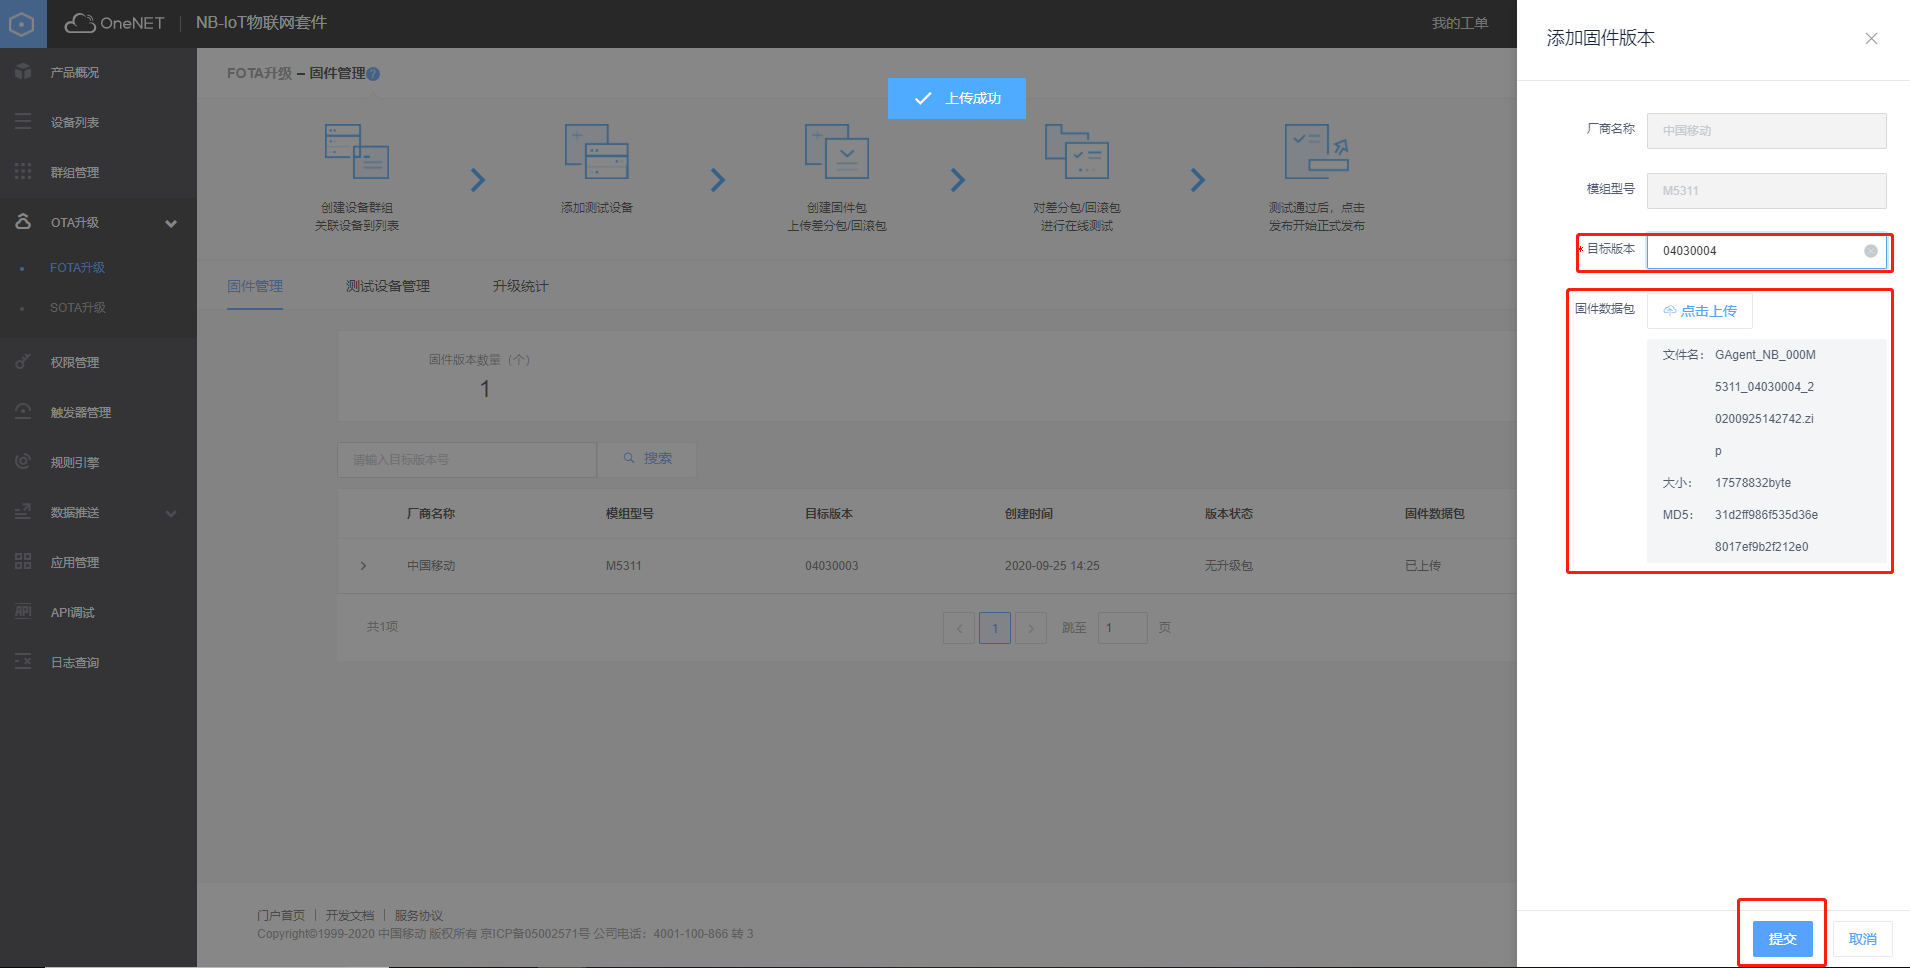 OneNET
NB-IoT物联网套件
我的工单
产品概况
设备列表
群组管理
OTA升级
FOTA升级
SOTA升级
权限管理
触发器管理
规则引擎
数据推送
应用管理
API调试
日志查询
FOTA升级 – 固件管理?
上传成功
创建设备群组
关联设备到列表
添加测试设备
创建固件包
上传差分包/回滚包
对差分包/回滚包
进行在线测试
测试通过后，点击
发布开始正式发布
固件管理 测试设备管理 升级统计
固件版本数量（个）
1
请输入目标版本号 搜索
厂商名称 模组型号 目标版本 创建时间 版本状态 固件数据包
中国移动 M5311 04030003 2020-09-25 14:25 无升级包 已上传
共1项 1 跳至 1 页
门户首页 | 开发文档 | 服务协议
Copyright©1999-2020 中国移动 版权所有 京ICP备05002571号 公司电话：4001-100-866 转 3
添加固件版本
厂商名称 中国移动
模组型号 M5311
* 目标版本 04030004
固件数据包 点击上传
文件名： GAgent_NB_000M
5311_04030004_2
0200925142742.zi
p
大小： 17578832byte
MD5: 31d2ff986f535d36e
8017ef9b2f212e0
提交 取消